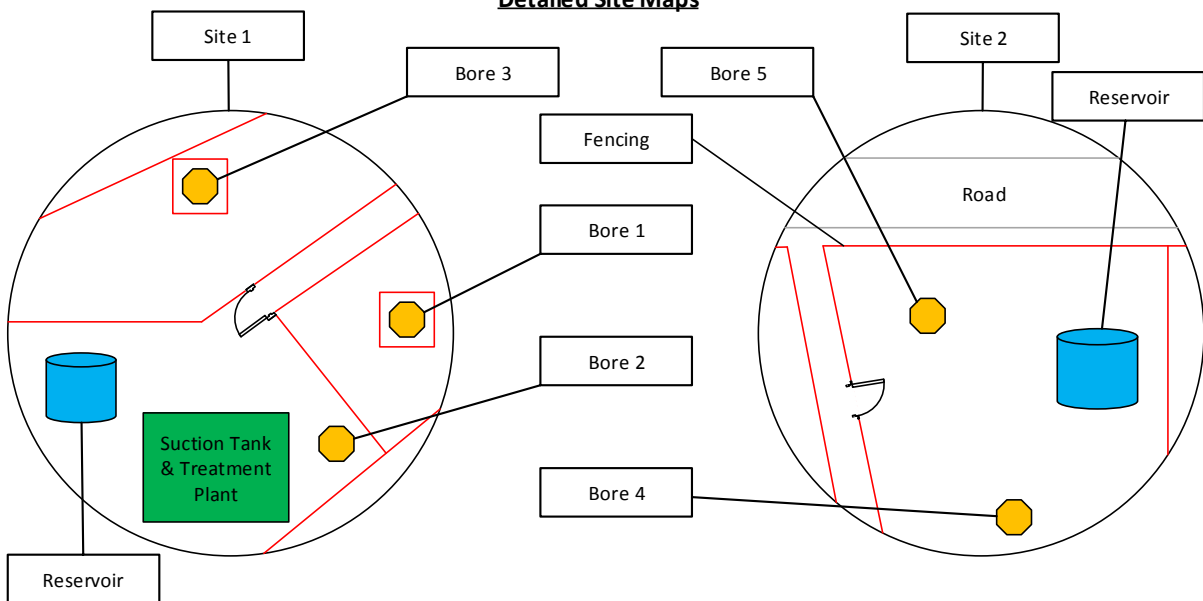 Detailed Site Maps
Site 1
Site 2
Bore 3
Bore 5
Reservoir
Fencing
Road
Bore 1
Bore 2
Suction Tank
& Treatment
Plant
Bore 4
Reservoir